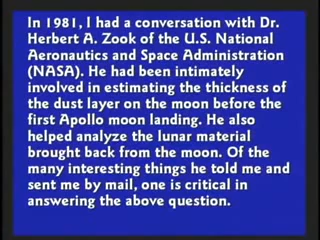 In 1981, I had a conversation with Dr.
Herbert A. Zook of the U.S. National
Aeronautics and Space Administration
(NASA). He had been intimately
involved in estimating the thickness of
the dust layer on the moon before the
first Apollo moon landing. He also
helped analyze the lunar material
brought back from the moon. Of the
many interesting things he told me and
sent me by mail, one is critical in
answering the above question.